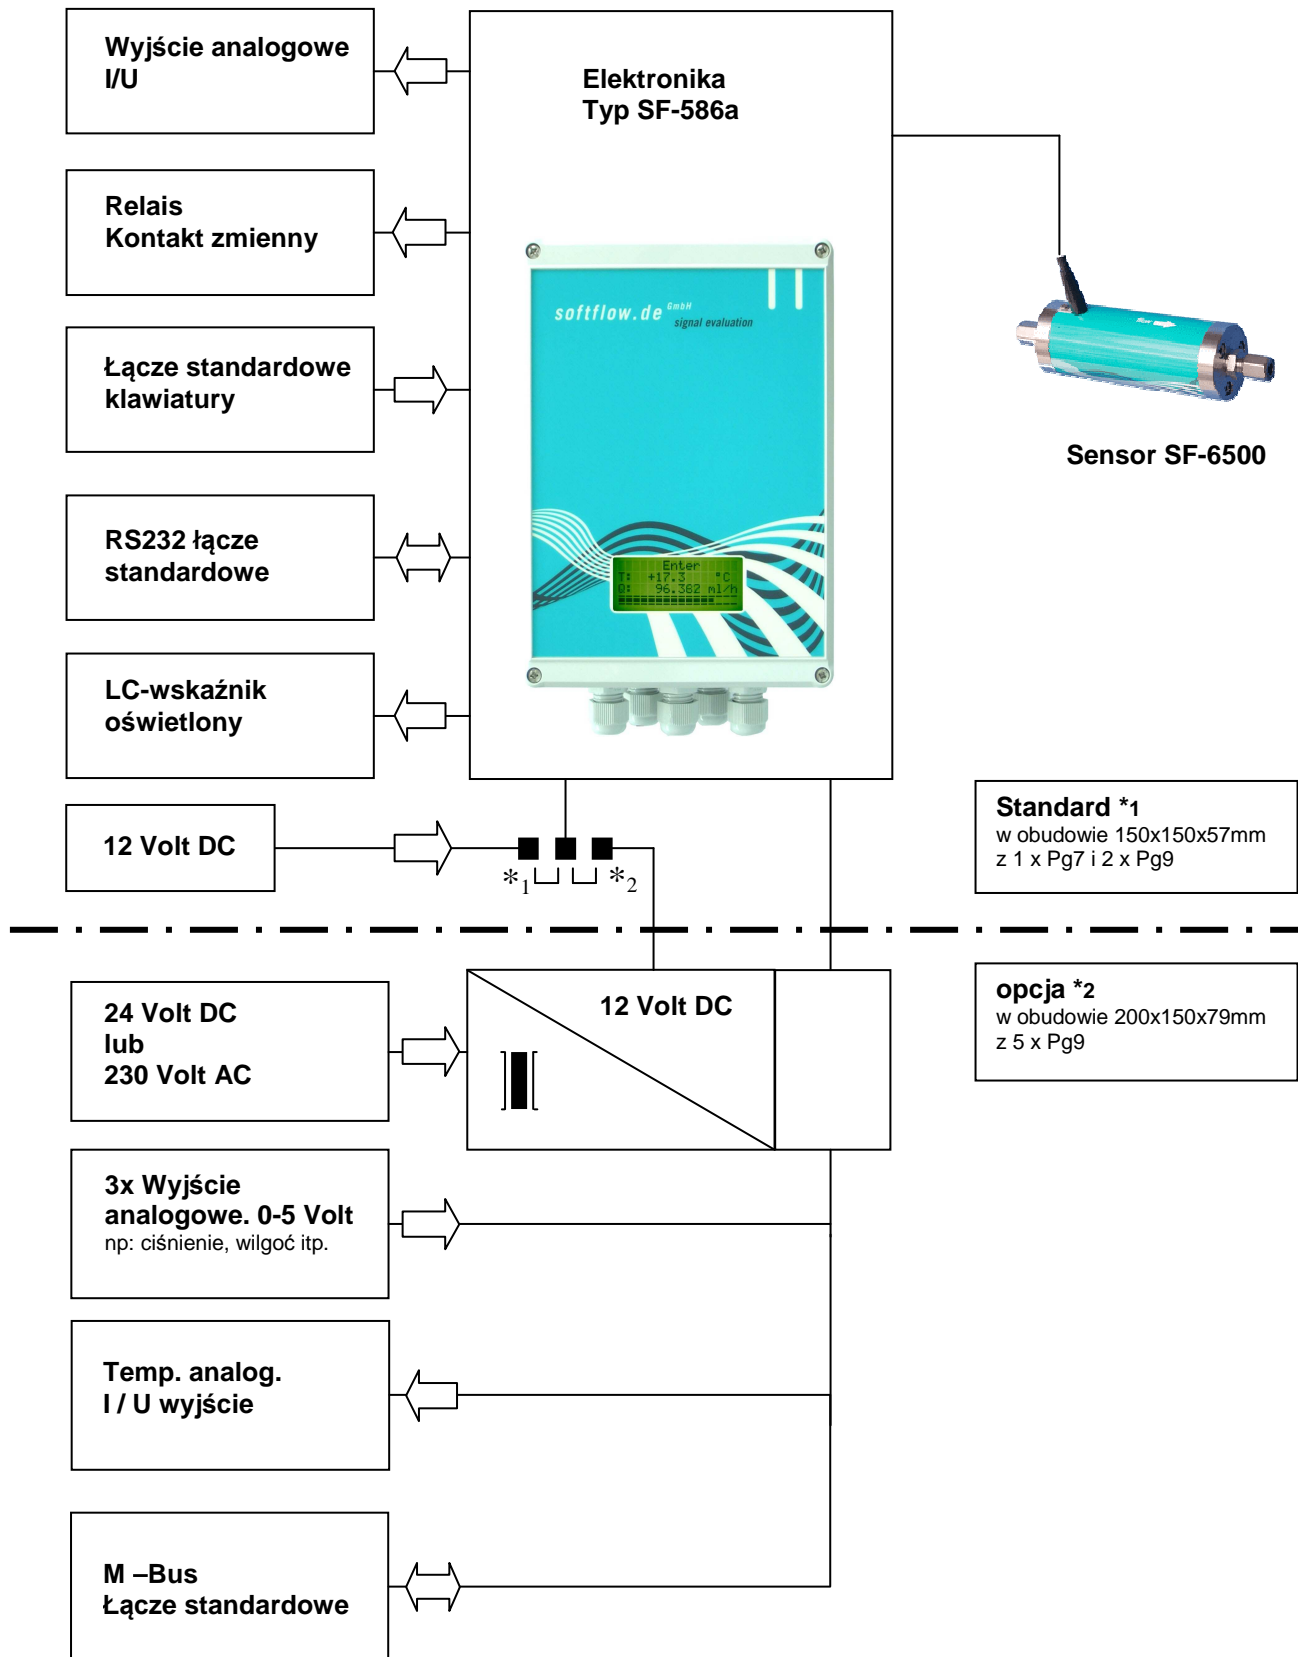 Wyjście analogowe
I/U
Elektronika
Typ SF-586a
Relais
Kontakt zmienny
softflow.de GmbH
signal evaluation
Łącze standardowe
klawiatury
Sensor SF-6500
RS232 łącze
standardowe
Enter
T: +17.3 °C
Q: 96.382 ml/h
LC-wskaźnik
oświetlony
12 Volt DC
*1
*2
Standard *1
w obudowie 150x150x57mm
z 1 x Pg7 i 2 x Pg9
24 Volt DC
lub
230 Volt AC
12 Volt DC
opcja *2
w obudowie 200x150x79mm
z 5 x Pg9
3x Wyjście
analogowe. 0-5 Volt
np: ciśnienie, wilgoć itp.
Temp. analog.
I / U wyjście
M –Bus
Łącze standardowe